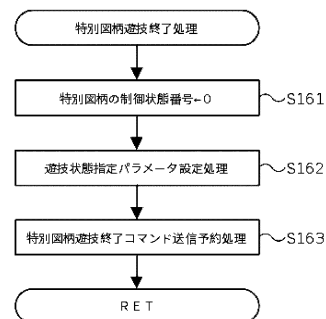 特別図柄遊技終了処理
特別図柄の制御状態番号←0
S161
遊技状態指定パラメータ設定処理
S162
特別図柄遊技終了コマンド送信予約処理
S163
RET